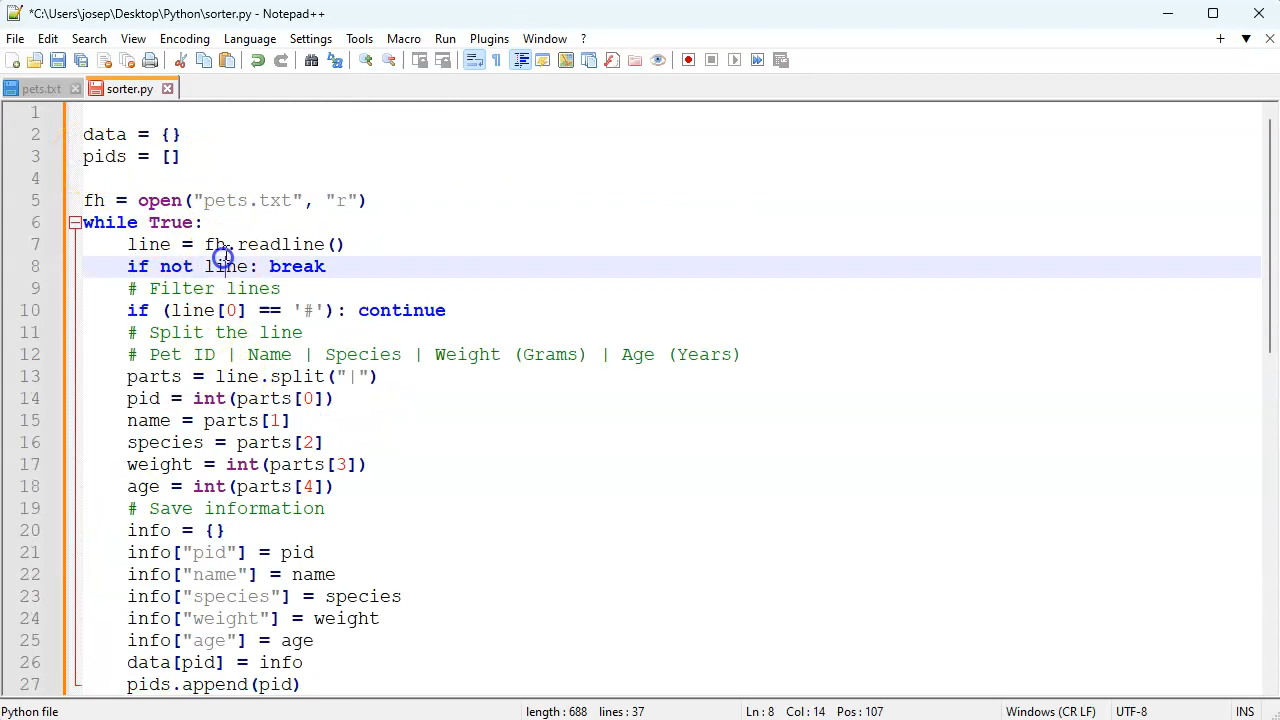 *C:\Users\josep\Desktop\Python\sorter.py - Notepad++
File Edit Search View Encoding Language Settings Tools Macro Run Plugins Window ?
pets.txt sorter.py
1
2 data = {}
3 pids = []
4
5 fh = open("pets.txt", "r")
6 while True:
7 line = fh.readline()
8 if not line: break
9 # Filter lines
10 if (line[0] == '#'): continue
11 # Split the line
12 # Pet ID | Name | Species | Weight (Grams) | Age (Years)
13 parts = line.split("|")
14 pid = int(parts[0])
15 name = parts[1]
16 species = parts[2]
17 weight = int(parts[3])
18 age = int(parts[4])
19 # Save information
20 info = {}
21 info["pid"] = pid
22 info["name"] = name
23 info["species"] = species
24 info["weight"] = weight
25 info["age"] = age
26 data[pid] = info
27 pids.append(pid)
Python file length : 688 lines : 37 Ln : 8 Col : 14 Pos : 107 Windows (CR LF) UTF-8 INS